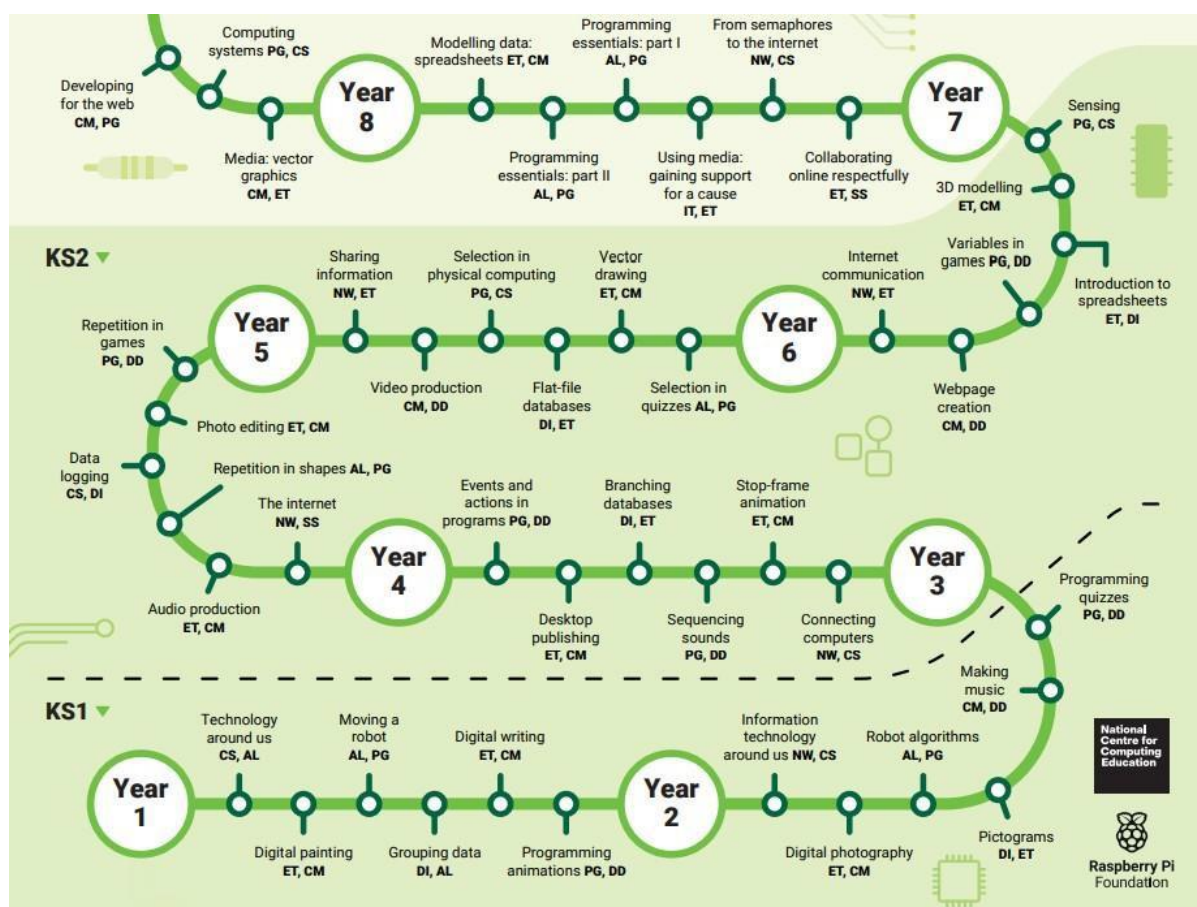 Computing
systems PG, CS
Developing
for the web
CM, PG
Media: vector
graphics
CM, ET
Year
8
Modelling data:
spreadsheets ET, CM
Programming
essentials: part II
AL, PG
Programming
essentials: part I
AL, PG
Using media:
gaining support
for a cause
IT, ET
From semaphores
to the internet
NW, CS
Collaborating
online respectfully
ET, SS
Year
7
Sensing
PG, CS
3D modelling
ET, CM
Introduction to
spreadsheets
ET, DI
Variables in
games PG, DD
KS2
Repetition in
games
PG, DD
Year
5
Sharing
information
NW, ET
Video production
CM, DD
Selection in
physical computing
PG, CS
Flat-file
databases
DI, ET
Vector
drawing
ET, CM
Selection in
quizzes AL, PG
Year
6
Internet
communication
NW, ET
Webpage
creation
CM, DD
Photo editing ET, CM
Data
logging
CS, DI
Repetition in shapes AL, PG
Audio production
ET, CM
The internet
NW, SS
Year
4
Events and
actions in
programs PG, DD
Desktop
publishing
ET, CM
Branching
databases
DI, ET
Sequencing
sounds
PG, DD
Stop-frame
animation
ET, CM
Connecting
computers
NW, CS
Year
3
Programming
quizzes
PG, DD
Making
music
CM, DD
KS1
Year
1
Technology
around us
CS, AL
Digital painting
ET, CM
Moving a
robot
AL, PG
Grouping data
DI, AL
Digital writing
ET, CM
Programming
animations PG, DD
Year
2
Information
technology
around us NW, CS
Digital photography
ET, CM
Robot algorithms
AL, PG
Pictograms
DI, ET
National
Centre for
Computing
Education
Raspberry Pi
Foundation